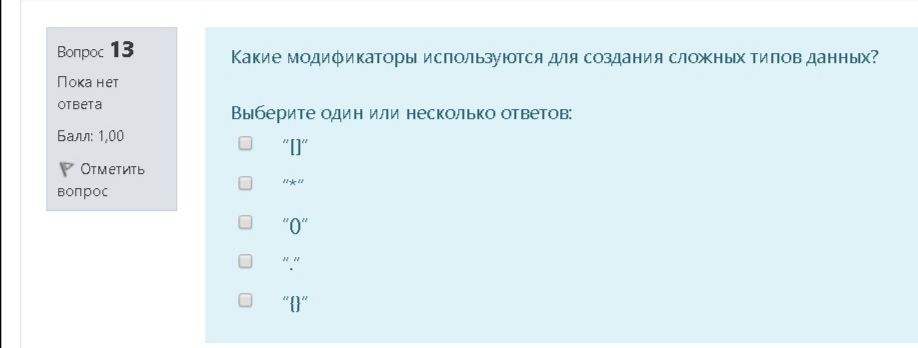 Вопрос 13
Пока нет
ответа
Балл: 1,00
Отметить
вопрос
Какие модификаторы используются для создания сложных типов данных?
Выберите один или несколько ответов:
"[]"
"*"
"()"
"."
"{}"